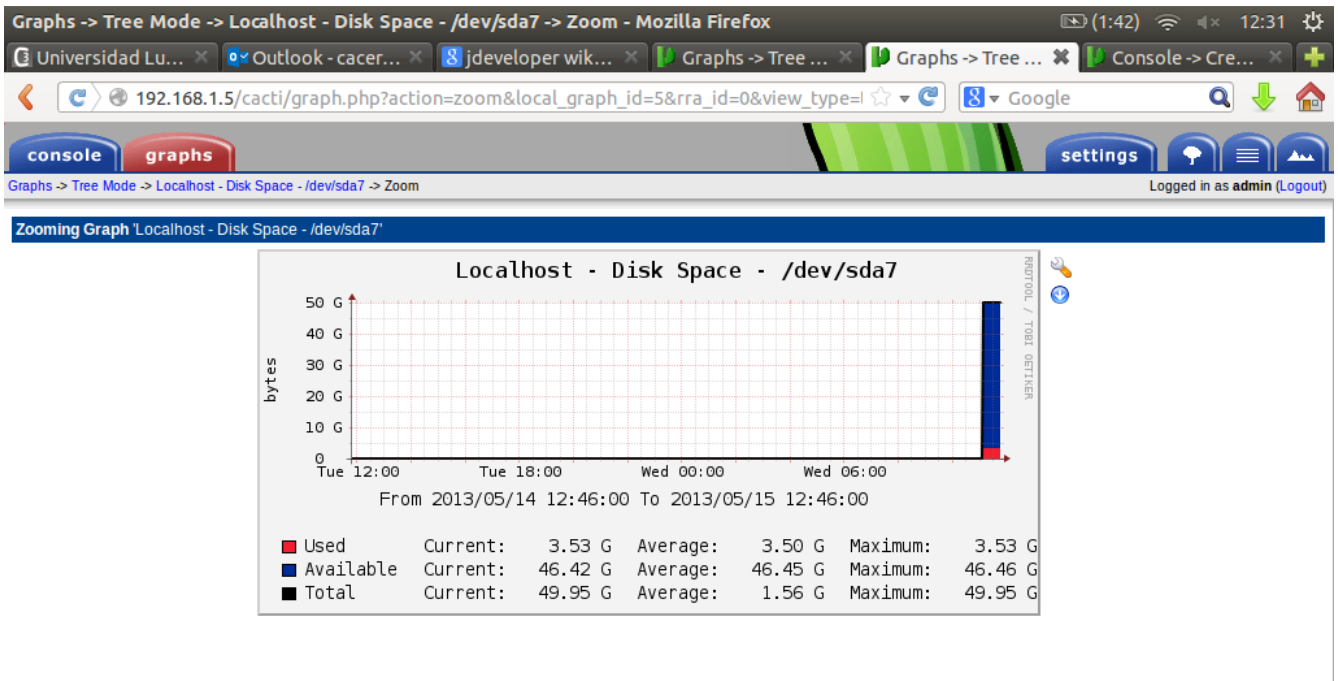 Graphs -> Tree Mode -> Localhost - Disk Space - /dev/sda7 -> Zoom - Mozilla Firefox (1:42) 12:31
Universidad Lu... Outlook - cacer... jdeveloper wik... Graphs -> Tree ... Graphs -> Tree ... Console -> Cre...
192.168.1.5/cacti/graph.php?action=zoom&local_graph_id=5&rra_id=0&view_type= Google
console graphs settings
Graphs -> Tree Mode -> Localhost - Disk Space - /dev/sda7 -> Zoom Logged in as admin (Logout)
Zooming Graph 'Localhost - Disk Space - /dev/sda7'
Localhost - Disk Space - /dev/sda7
RRDTOOL / TOBI OETIKER
bytes
50 G
40 G
30 G
20 G
10 G
0
Tue 12:00 Tue 18:00 Wed 00:00 Wed 06:00
From 2013/05/14 12:46:00 To 2013/05/15 12:46:00
Used Current: 3.53 G Average: 3.50 G Maximum: 3.53 G
Available Current: 46.42 G Average: 46.45 G Maximum: 46.46 G
Total Current: 49.95 G Average: 1.56 G Maximum: 49.95 G